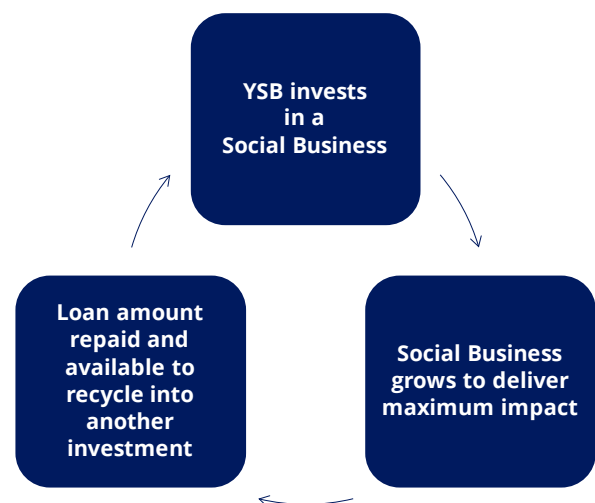 YSB invests
in a
Social Business
Loan amount
repaid and
available to
recycle into
another
investment
Social Business
grows to deliver
maximum impact